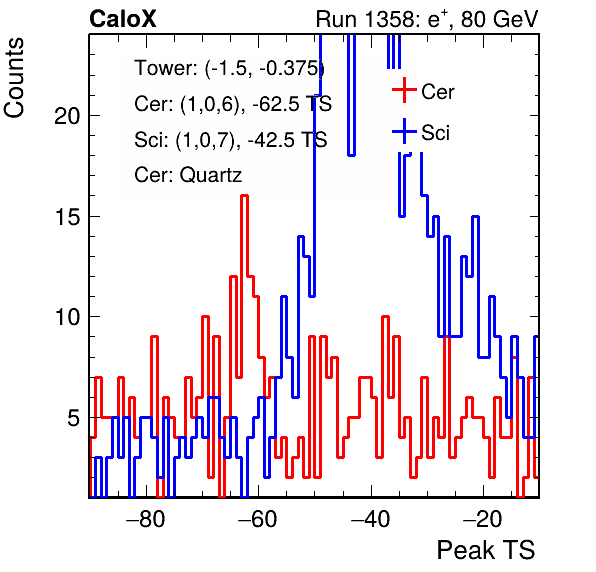 CaloX Run 1358: e+, 80 GeV
Counts
Tower: (-1.5, -0.375)
Cer: (1,0,6), -62.5 TS
Sci: (1,0,7), -42.5 TS
Cer: Quartz
Cer
Sci
20
15
10
5
−80 −60 −40 −20
Peak TS